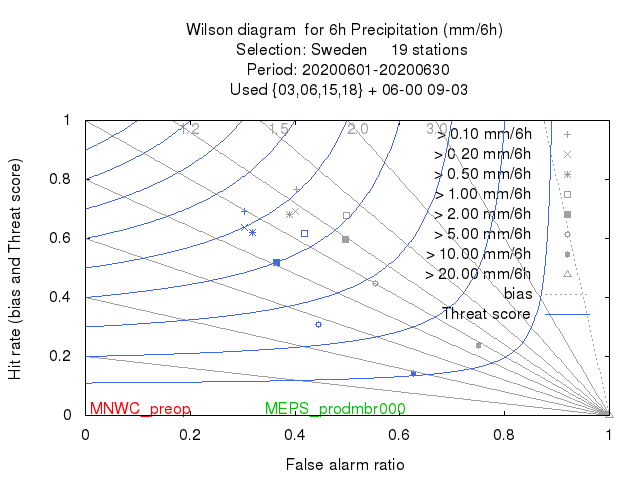 Wilson diagram  for 6h Precipitation (mm/6h)
Selection: Sweden     19 stations
Period: 20200601-20200630
Used {03,06,15,18} + 06-00 09-03
1.2 1.5 2.0 3.0
> 0.10 mm/6h
> 0.20 mm/6h
> 0.50 mm/6h
> 1.00 mm/6h
> 2.00 mm/6h
> 5.00 mm/6h
> 10.00 mm/6h
> 20.00 mm/6h
bias
Threat score
1
0.8
0.6
0.4
0.2
0
Hit rate (bias and Threat score)
MNWC_preop MEPS_prodmbr000
0 0.2 0.4 0.6 0.8 1
False alarm ratio